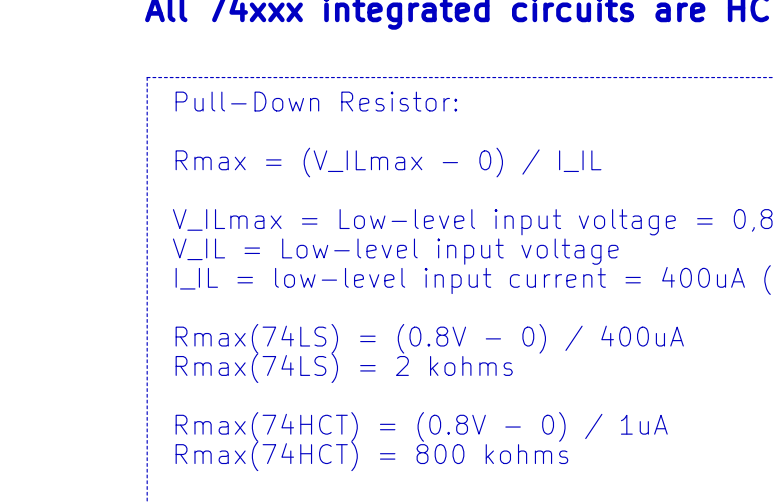 All 74xxx integrated circuits are HC
Pull-Down Resistor:
Rmax = (V_ILmax - 0) / I_IL
V_ILmax = Low-level input voltage = 0,8
V_IL = Low-level input voltage
I_IL = low-level input current = 400uA (
Rmax(74LS) = (0.8V - 0) / 400uA
Rmax(74LS) = 2 kohms
Rmax(74HCT) = (0.8V - 0) / 1uA
Rmax(74HCT) = 800 kohms